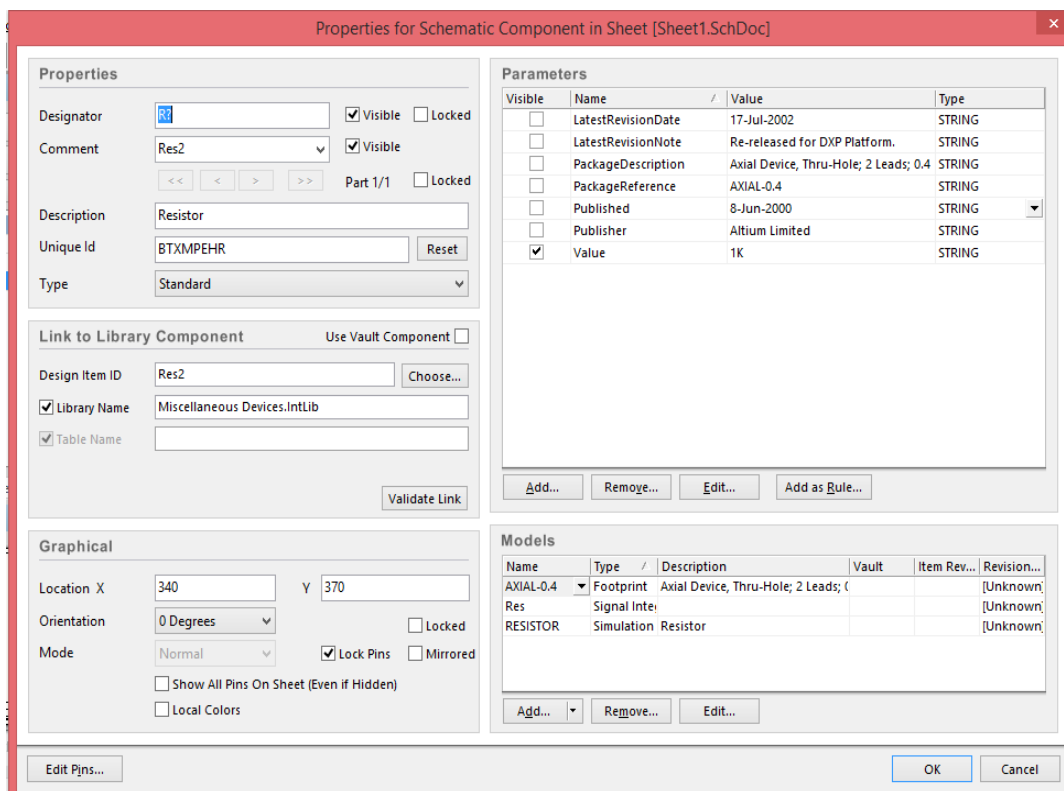 Properties for Schematic Component in Sheet [Sheet1.SchDoc]
Properties
Designator R? Visible Locked
Comment Res2 Visible
<< < > >> Part 1/1 Locked
Description Resistor
Unique Id BTXMPEHR Reset
Type Standard
Link to Library Component Use Vault Component
Design Item ID Res2 Choose...
Library Name Miscellaneous Devices.IntLib
Table Name
Validate Link
Graphical
Location X 340 Y 370
Orientation 0 Degrees Locked
Mode Normal Lock Pins Mirrored
Show All Pins On Sheet (Even if Hidden)
Local Colors
Parameters
Visible Name Value Type
LatestRevisionDate 17-Jul-2002 STRING
LatestRevisionNote Re-released for DXP Platform. STRING
PackageDescription Axial Device, Thru-Hole; 2 Leads; 0.4 STRING
PackageReference AXIAL-0.4 STRING
Published 8-Jun-2000 STRING
Publisher Altium Limited STRING
Value 1K STRING
Add... Remove... Edit... Add as Rule...
Models
Name Type Description Vault Item Rev... Revision...
AXIAL-0.4 Footprint Axial Device, Thru-Hole; 2 Leads; [Unknown]
Res Signal [Unknown]
RESISTOR Simulation Resistor [Unknown]
Add... Remove... Edit...
Edit Pins... OK Cancel